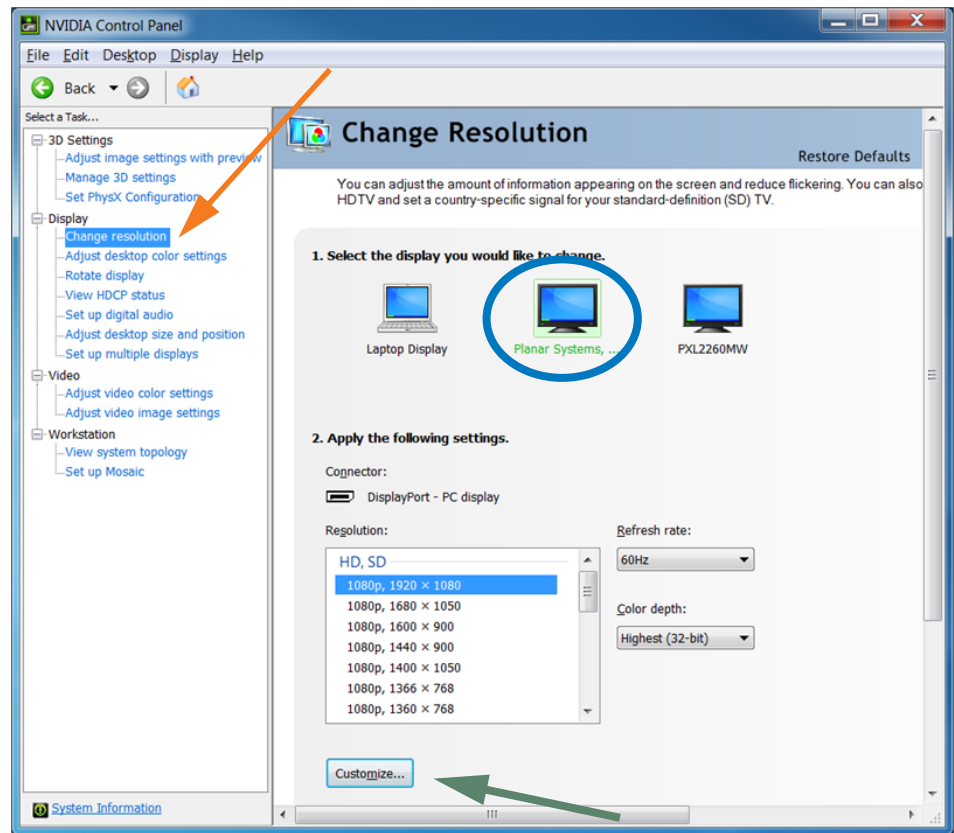 NVIDIA Control Panel
File Edit Desktop Display Help
Back
Select a Task...
3D Settings
Adjust image settings with preview
Manage 3D settings
Set PhysX Configuration
Display
Change resolution
Adjust desktop color settings
Rotate display
View HDCP status
Set up digital audio
Adjust desktop size and position
Set up multiple displays
Video
Adjust video color settings
Adjust video image settings
Workstation
View system topology
Set up Mosaic
System Information
Change Resolution
Restore Defaults
You can adjust the amount of information appearing on the screen and reduce flickering. You can also
HDTV and set a country-specific signal for your standard-definition (SD) TV.
1. Select the display you would like to change.
Laptop Display
Planar Systems, ...
PXL2260MW
2. Apply the following settings.
Connector:
DisplayPort - PC display
Resolution:
HD, SD
1080p, 1920 × 1080
1080p, 1680 × 1050
1080p, 1600 × 900
1080p, 1440 × 900
1080p, 1400 × 1050
1080p, 1366 × 768
1080p, 1360 × 768
Refresh rate:
60Hz
Color depth:
Highest (32-bit)
Customize...